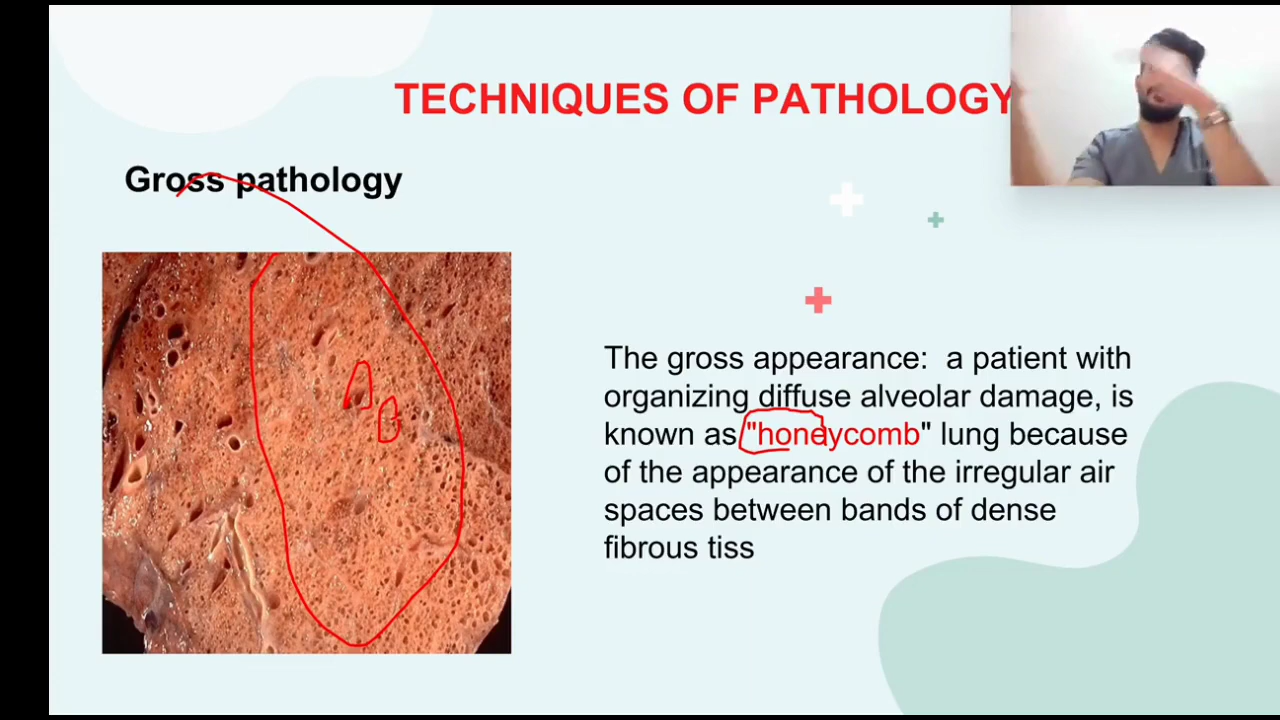 TECHNIQUES OF PATHOLOGY
Gross pathology
The gross appearance: a patient with
organizing diffuse alveolar damage, is
known as "honeycomb" lung because
of the appearance of the irregular air
spaces between bands of dense
fibrous tiss